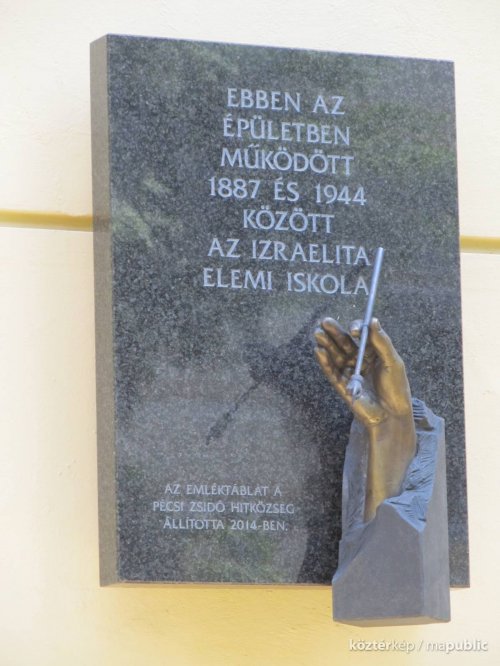 EBBEN AZ
ÉPÜLETBEN
MŰKÖDÖTT
1887 ÉS 1944
KÖZÖTT
AZ IZRAELITA
ELEMI ISKOLA
AZ EMLÉKTÁBLÁT A
PÉCSI ZSIDÓ HITKÖZSÉG
ÁLLÍTOTTA 2014-BEN.
köztérkép / mapublic